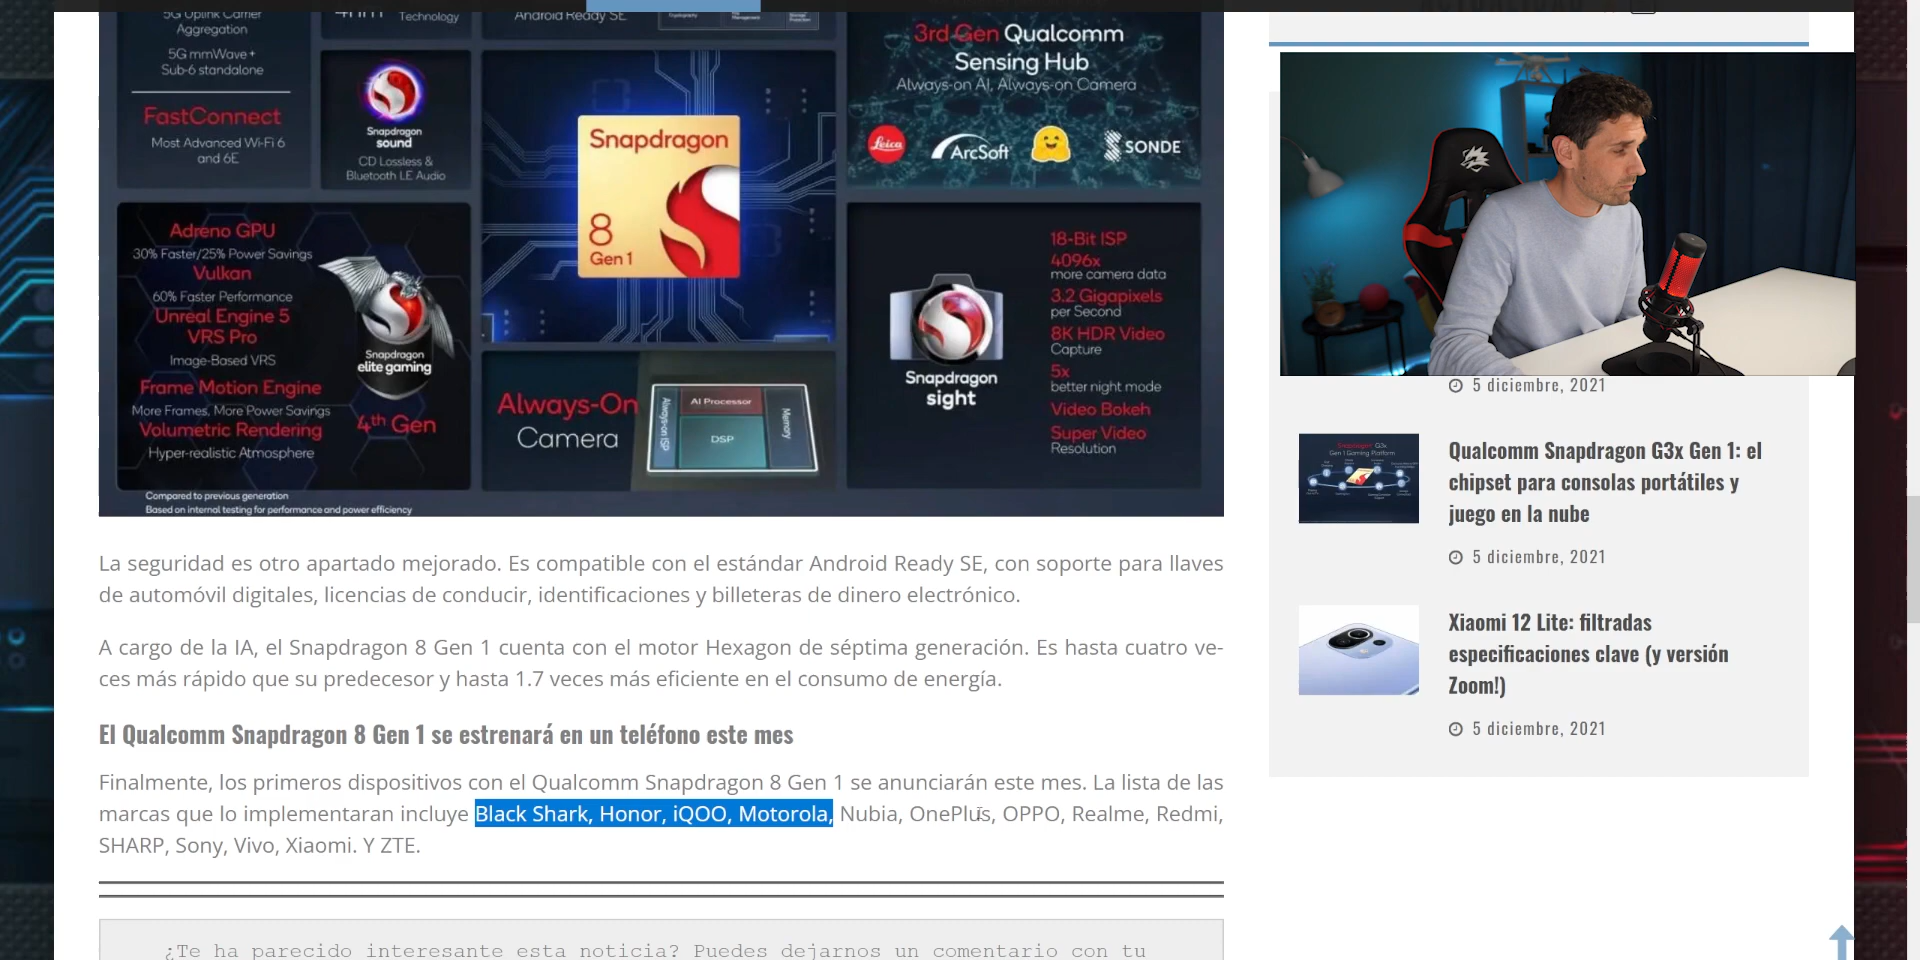 5G Uplink Carrier
Aggregation
5G mmWave +
Sub-6 standalone
FastConnect
Most Advanced Wi-Fi 6
and 6E
Technology
Snapdragon
sound
CD Lossless &
Bluetooth LE Audio
Android Ready SE
Snapdragon
8
Gen 1
3rd Gen Qualcomm
Sensing Hub
Always-on AI, Always-on Camera
Leica
ArcSoft
SONDE
Adreno GPU
30% Faster/25% Power Savings
Vulkan
60% Faster Performance
Unreal Engine 5
VRS Pro
Image-Based VRS
Frame Motion Engine
More Frames, More Power Savings
Volumetric Rendering
Hyper-realistic Atmosphere
Snapdragon
elite gaming
4th Gen
Always-On
Camera
Always-on ISP
AI Processor
DSP
Memory
Snapdragon
sight
18-Bit ISP
4096x
more camera data
3.2 Gigapixels
per Second
8K HDR Video
Capture
5x
better night mode
Video Bokeh
Super Video
Resolution
Compared to previous generation
Based on internal testing for performance and power efficiency
La seguridad es otro apartado mejorado. Es compatible con el estándar Android Ready SE, con soporte para llaves
de automóvil digitales, licencias de conducir, identificaciones y billeteras de dinero electrónico.
A cargo de la IA, el Snapdragon 8 Gen 1 cuenta con el motor Hexagon de séptima generación. Es hasta cuatro ve-
ces más rápido que su predecesor y hasta 1.7 veces más eficiente en el consumo de energía.
El Qualcomm Snapdragon 8 Gen 1 se estrenará en un teléfono este mes
Finalmente, los primeros dispositivos con el Qualcomm Snapdragon 8 Gen 1 se anunciarán este mes. La lista de las
marcas que lo implementaran incluye Black Shark, Honor, iQOO, Motorola, Nubia, OnePlus, OPPO, Realme, Redmi,
SHARP, Sony, Vivo, Xiaomi. Y ZTE.
¿Te ha parecido interesante esta noticia? Puedes dejarnos un comentario con tu
5 diciembre, 2021
Qualcomm Snapdragon G3x Gen 1: el
chipset para consolas portátiles y
juego en la nube
5 diciembre, 2021
Xiaomi 12 Lite: filtradas
especificaciones clave (y versión
Zoom!)
5 diciembre, 2021